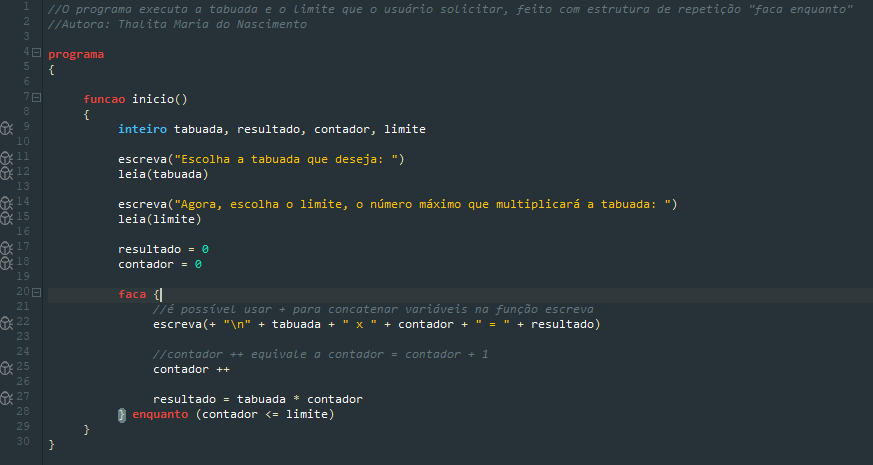 1 //O programa executa a tabuada e o limite que o usuário solicitar, feito com estrutura de repetição "faca enquanto"
2 //Autora: Thalita Maria do Nascimento
3
4 programa
5 {
6
7 funcao inicio()
8 {
9 inteiro tabuada, resultado, contador, limite
10
11 escreva("Escolha a tabuada que deseja: ")
12 leia(tabuada)
13
14 escreva("Agora, escolha o limite, o número máximo que multiplicará a tabuada: ")
15 leia(limite)
16
17 resultado = 0
18 contador = 0
19
20 faca {
21 //é possível usar + para concatenar variáveis na função escreva
22 escreva(+ "\n" + tabuada + " x " + contador + " = " + resultado)
23
24 //contador ++ equivale a contador = contador + 1
25 contador ++
26
27 resultado = tabuada * contador
28 } enquanto (contador <= limite)
29 }
30 }